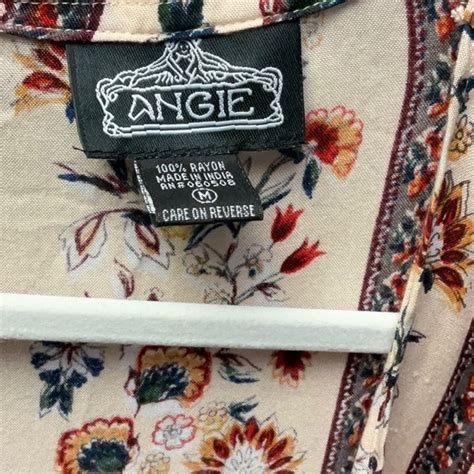 ANGIE
100% RAYON
MADE IN INDIA
RN#060508
M
CARE ON REVERSE